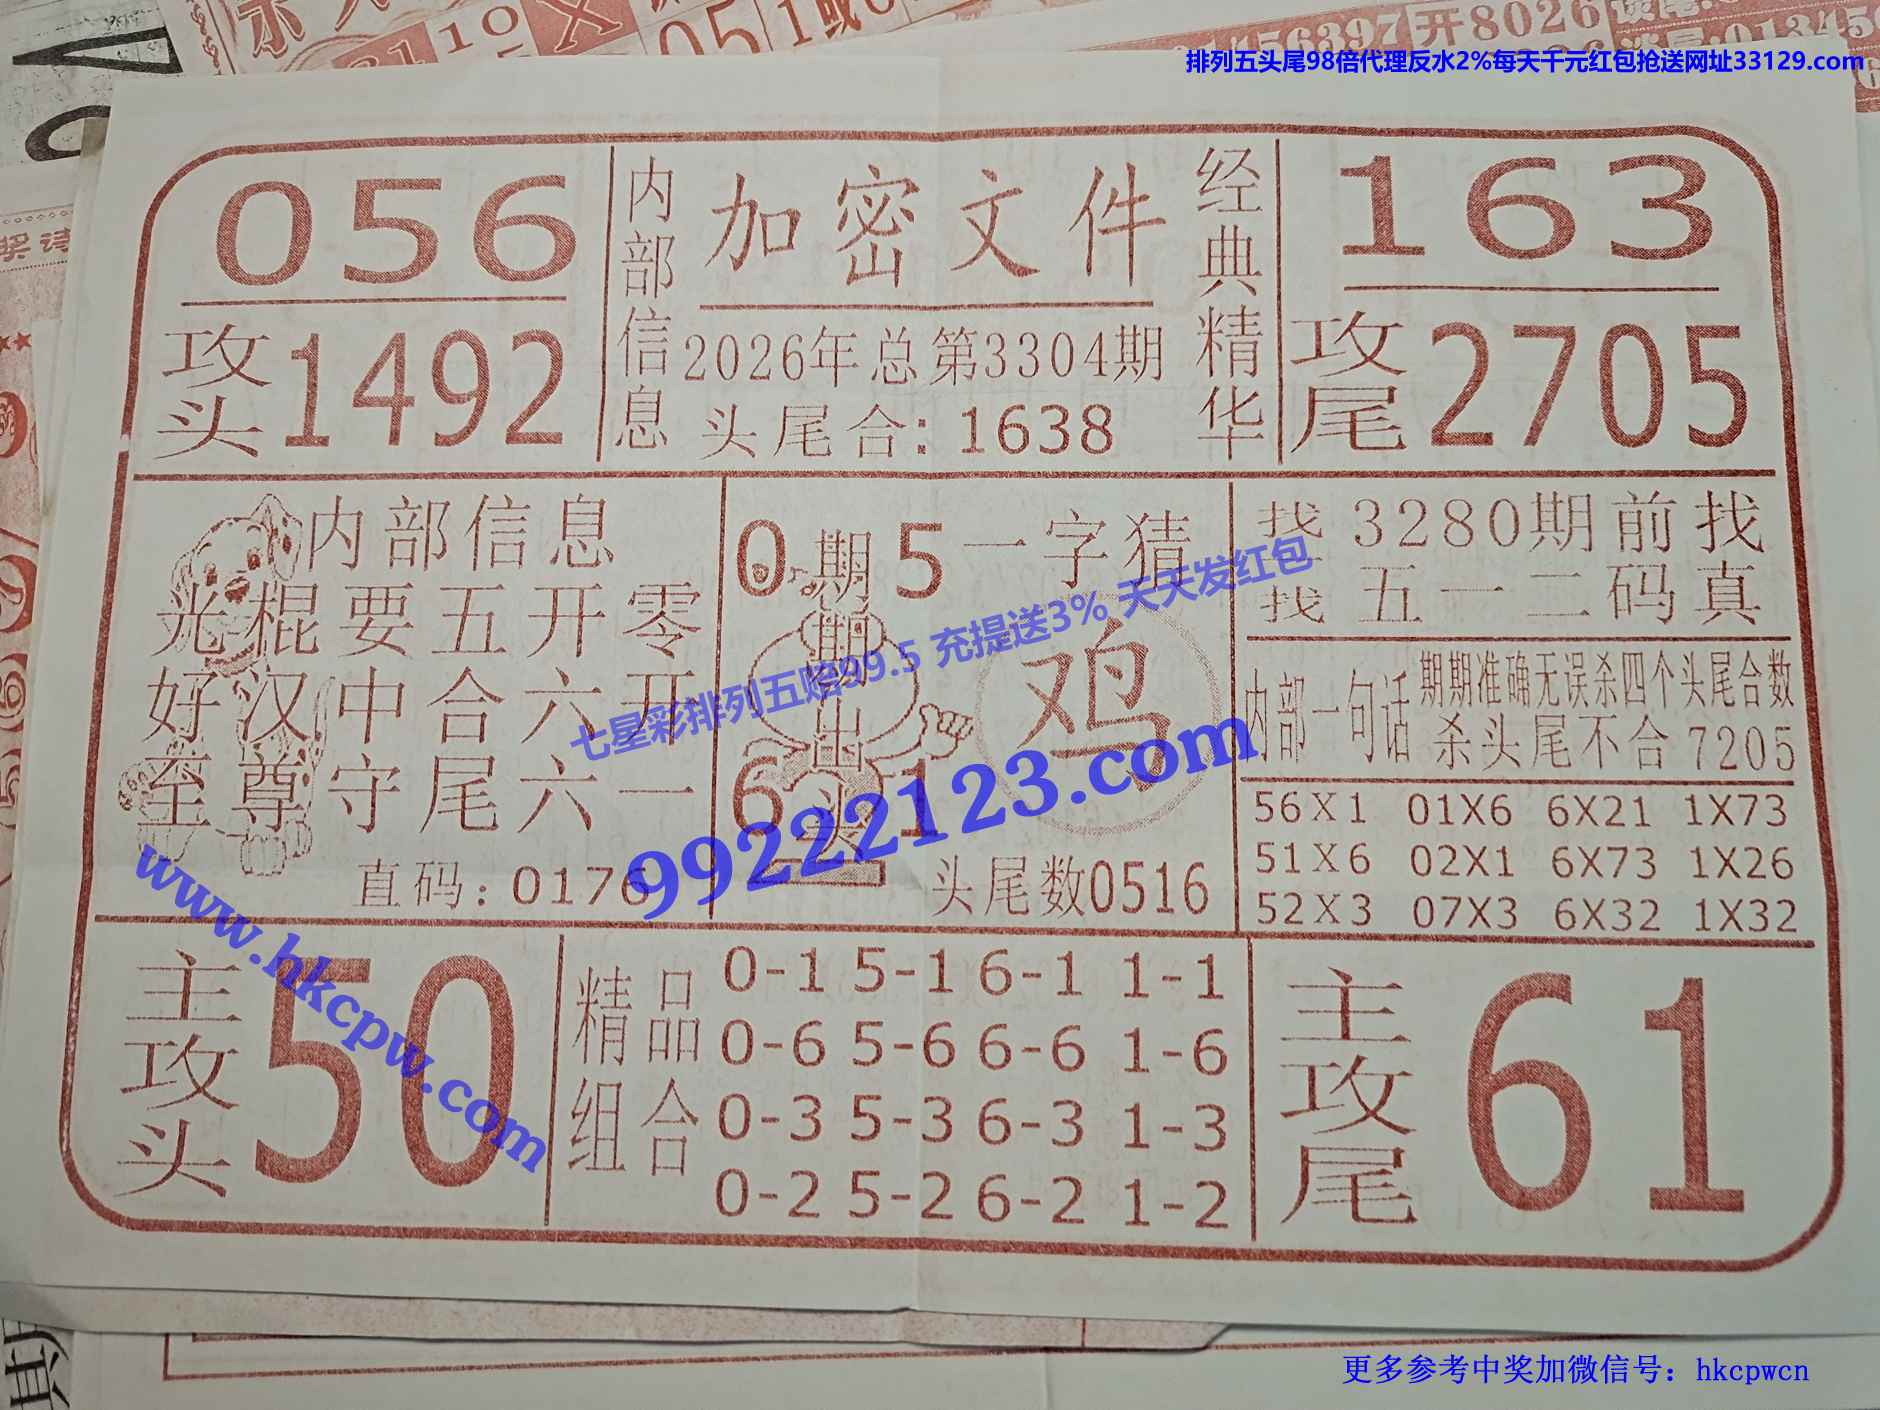 排列五头尾98倍代理反水2%每天千元红包抢送网址33129.com
056
攻头1492
内部信息
加密文件
2026年总第3304期
头尾合:1638
经典精华
163
攻尾2705
内部信息
光棍要五开零
好汉中合六开
至尊守尾六一
直码:0176
0 5
6 1
期期必出头
一字猜
鸡
头尾数0516
找找
3280期前找
五一二码真
内部一句话
期期准确无误杀四个头尾合数
杀头尾不合7205
56X1 01X6 6X21 1X73
51X6 02X1 6X73 1X26
52X3 07X3 6X32 1X32
主攻头
50
精品组合
0-1 5-1 6-1 1-1
0-6 5-6 6-6 1-6
0-3 5-3 6-3 1-3
0-2 5-2 6-2 1-2
主攻尾
61
七星彩排列五赔99.5 充提送3% 天天发红包
99222123.com
www.hkcpw.com
更多参考中奖加微信号：hkcpwcn